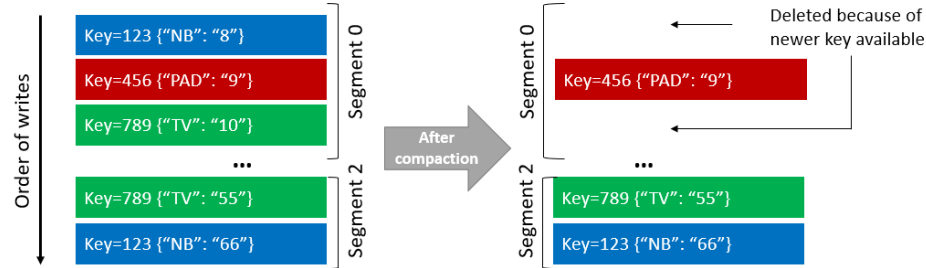 Order of writes
Key=123 {“NB”: “8”}
Key=456 {“PAD”: “9”}
Key=789 {“TV”: “10”}
...
Key=789 {“TV”: “55”}
Key=123 {“NB”: “66”}
Segment 0
Segment 2
After
compaction
Segment 0
Segment 2
Key=456 {“PAD”: “9”}
...
Key=789 {“TV”: “55”}
Key=123 {“NB”: “66”}
Deleted because of
newer key available